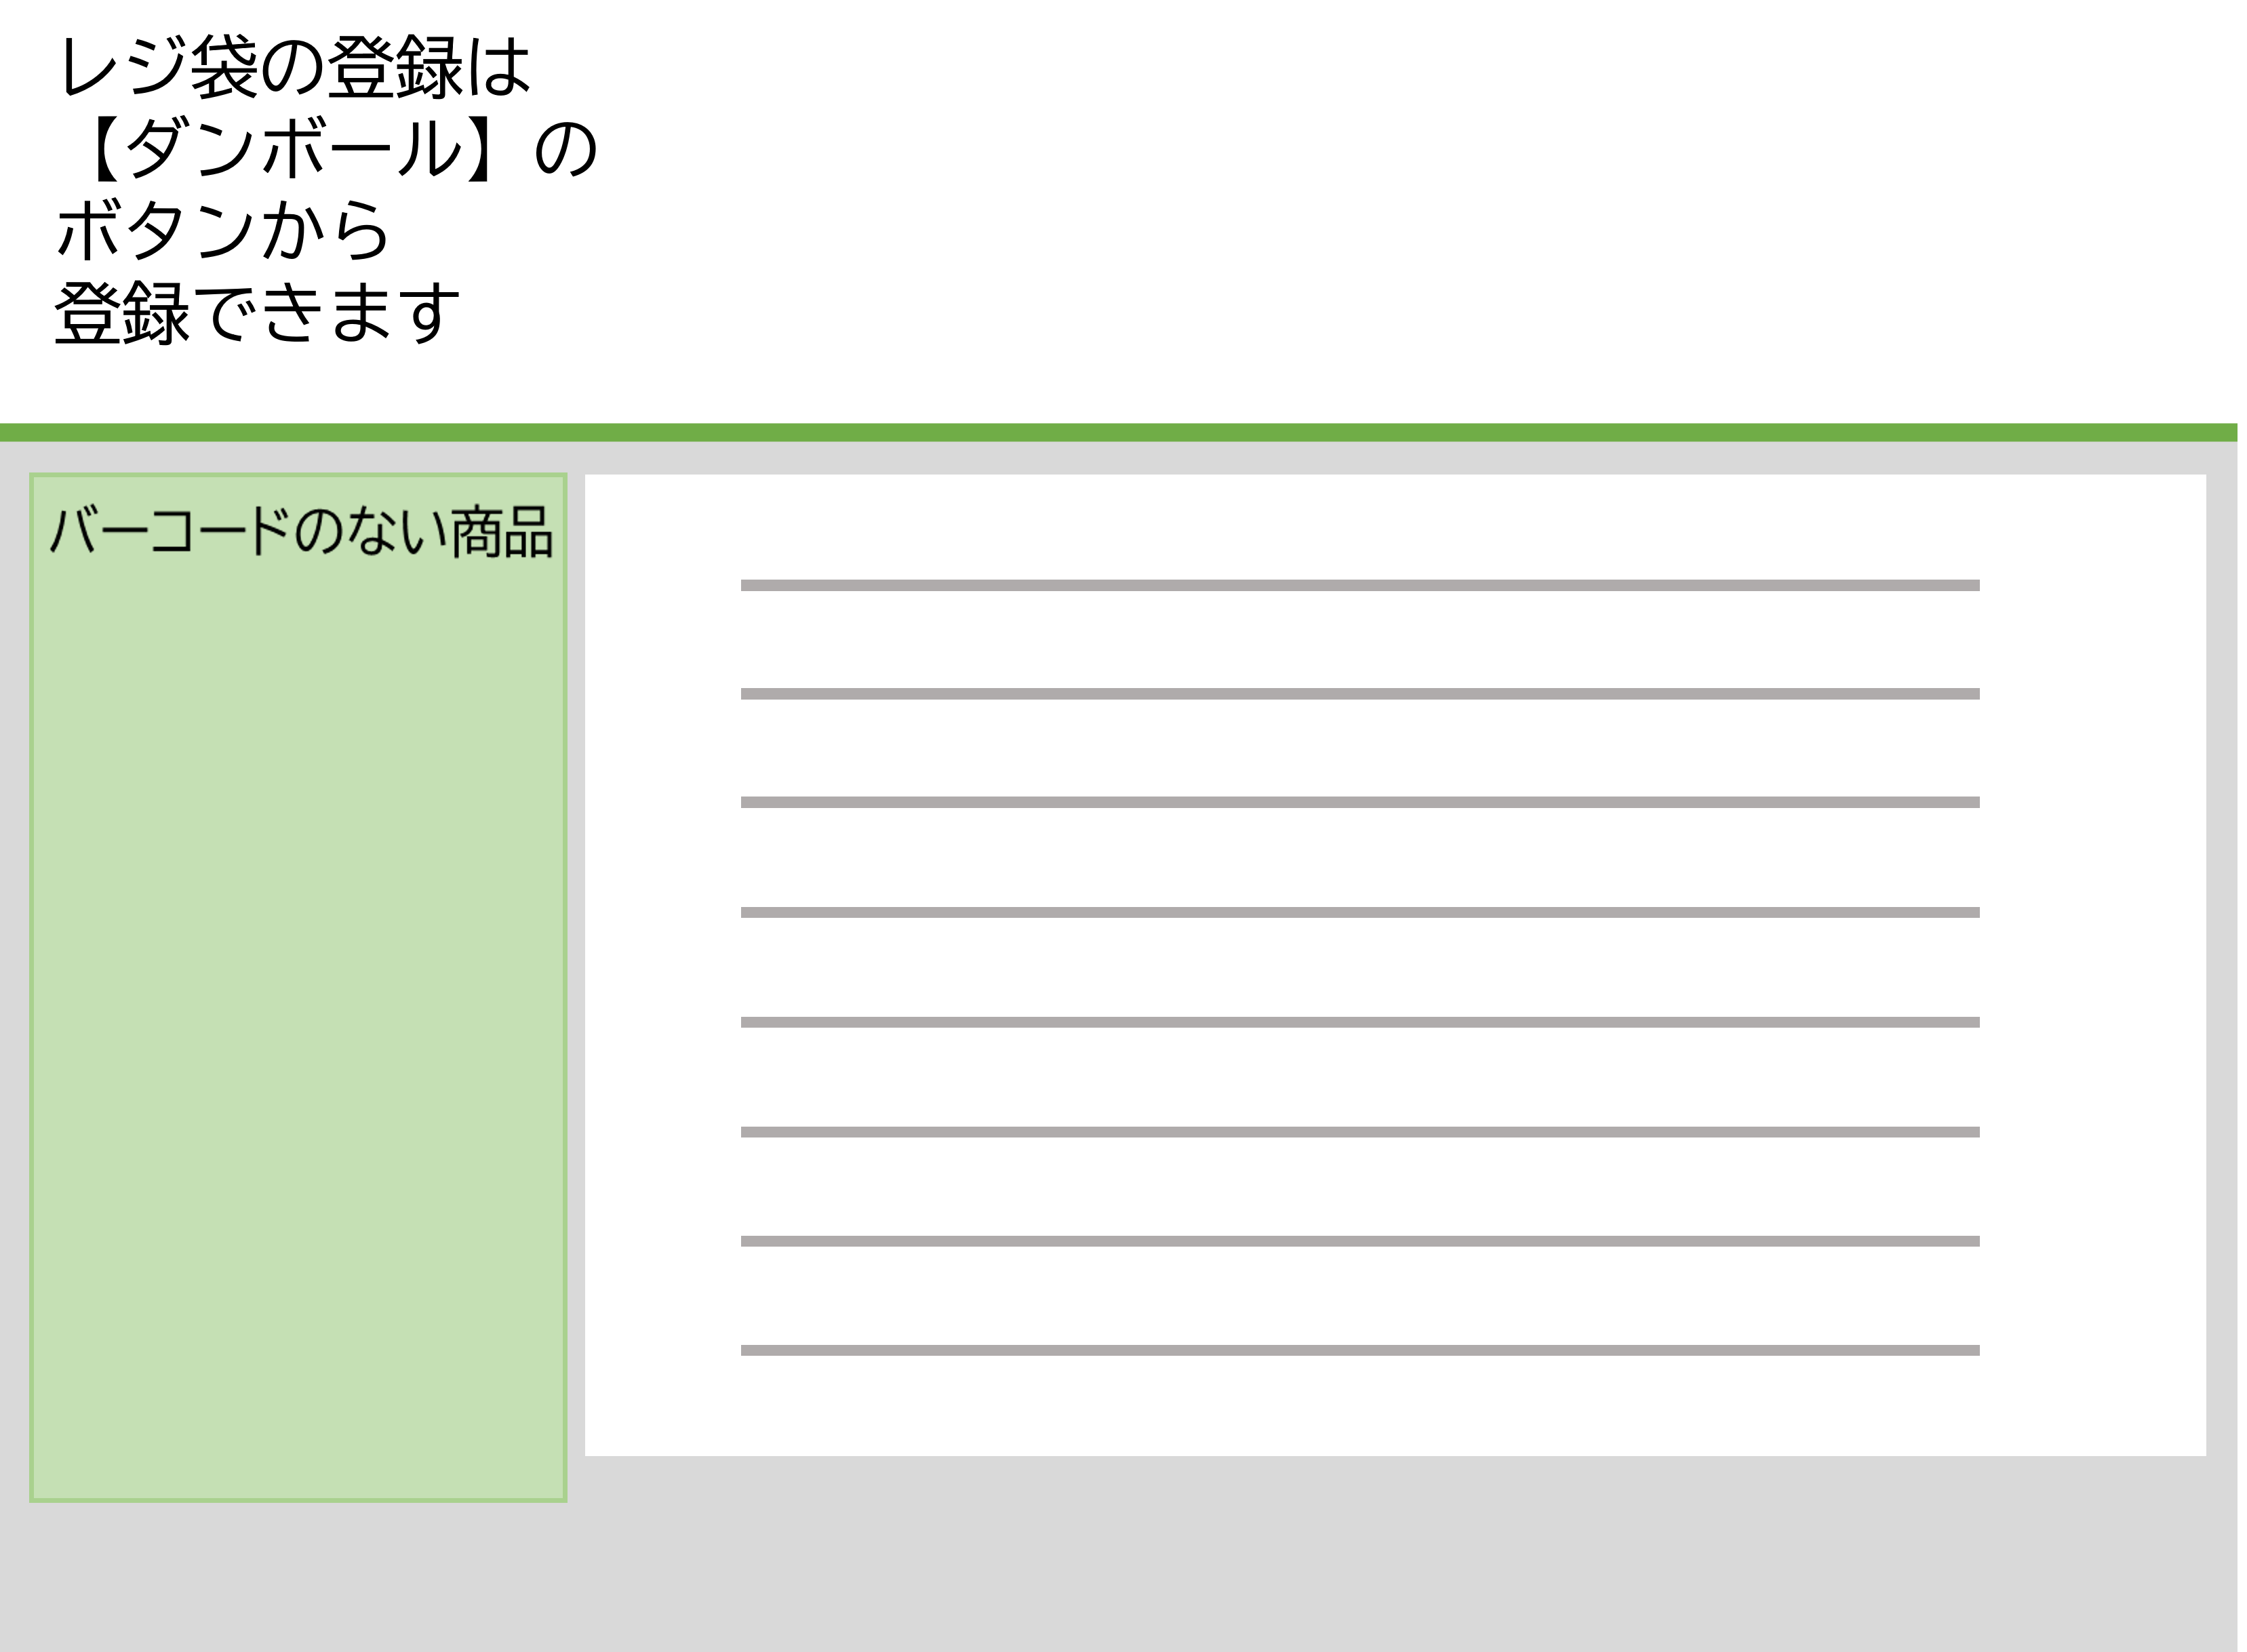 レジ袋の登録は
【ダンボール】の
ボタンから
登録できます
バーコードのない商品